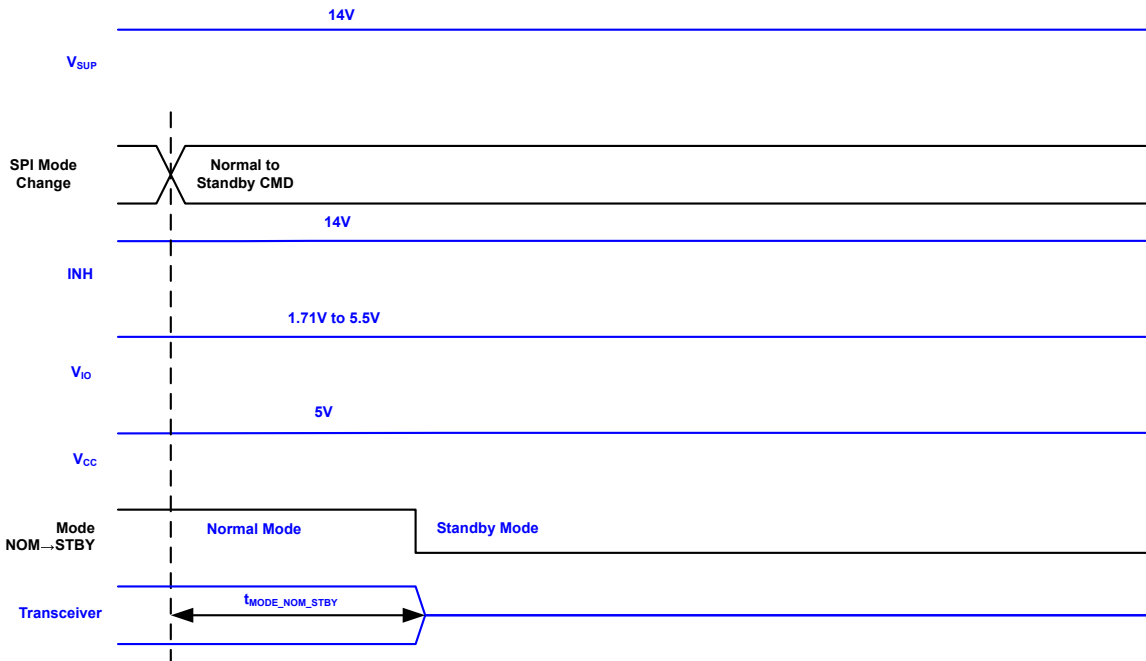 14V
VSUP
SPI Mode
Change
Normal to
Standby CMD
14V
INH
1.71V to 5.5V
VIO
5V
VCC
Mode
NOM→STBY
Normal Mode
Standby Mode
Transceiver
tMODE_NOM_STBY